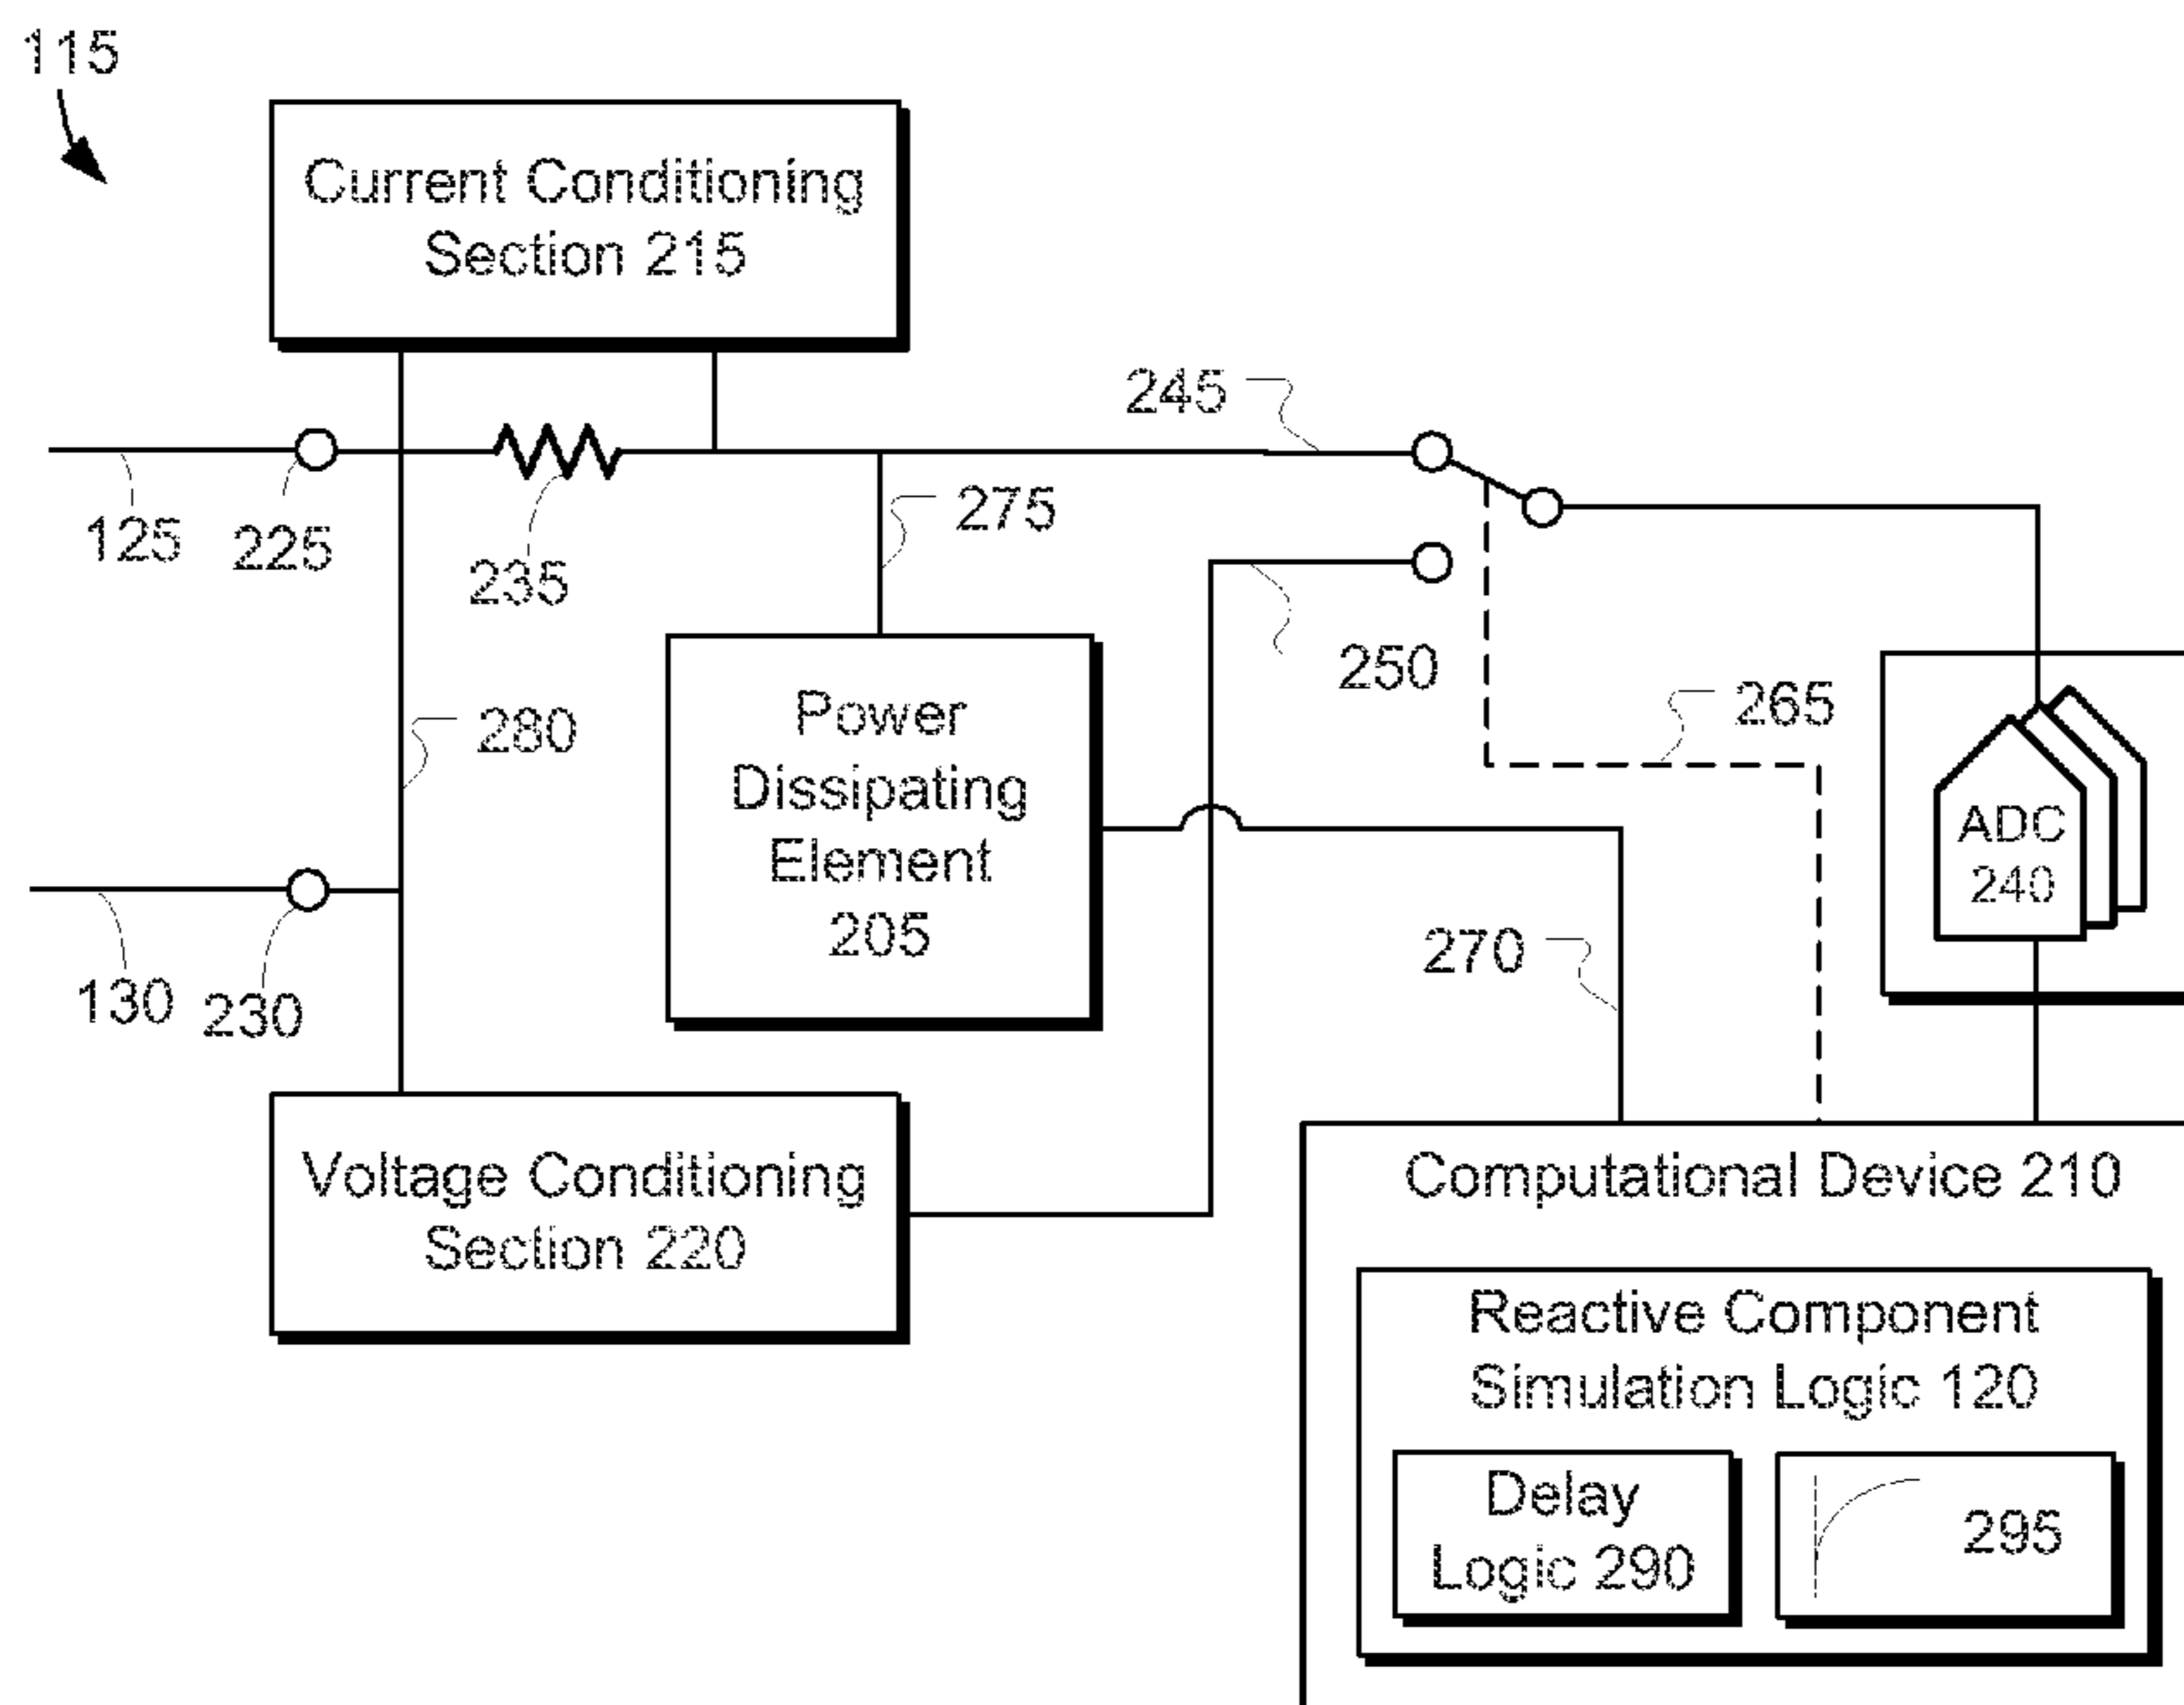 115
Current Conditioning
Section 215
245
125
225
235
275
250
280
265
Power
Dissipating
Element
205
ADC
240
130
230
270
Voltage Conditioning
Section 220
Computational Device 210
Reactive Component
Simulation Logic 120
Delay
Logic 290
295